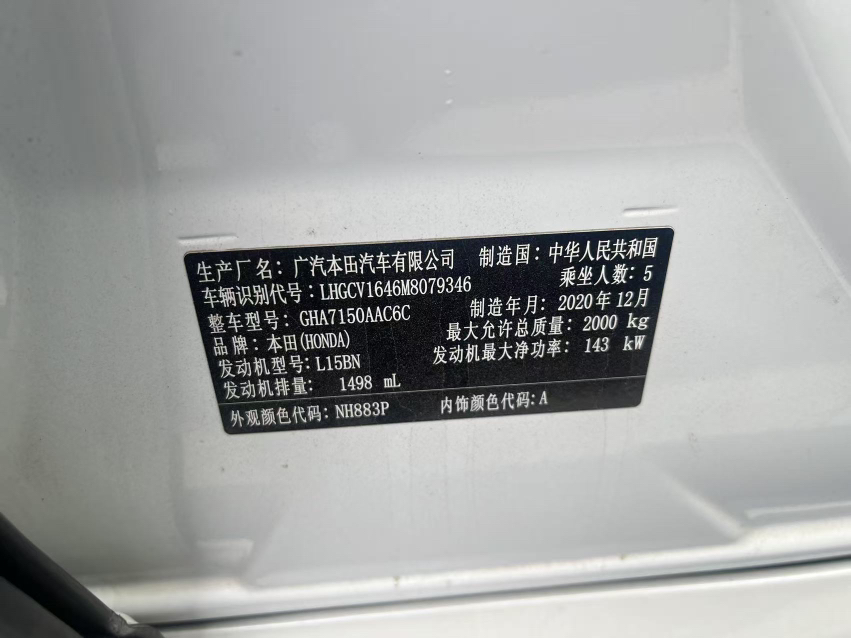 生产厂名：广汽本田汽车有限公司 制造国：中华人民共和国
车辆识别代号：LHGCV1646M8079346 乘坐人数：5
整车型号：GHA7150AAC6C 制造年月：2020年12月
品牌：本田(HONDA) 最大允许总质量：2000 kg
发动机型号：L15BN 发动机最大净功率：143 kW
发动机排量： 1498 mL
外观颜色代码：NH883P 内饰颜色代码：A